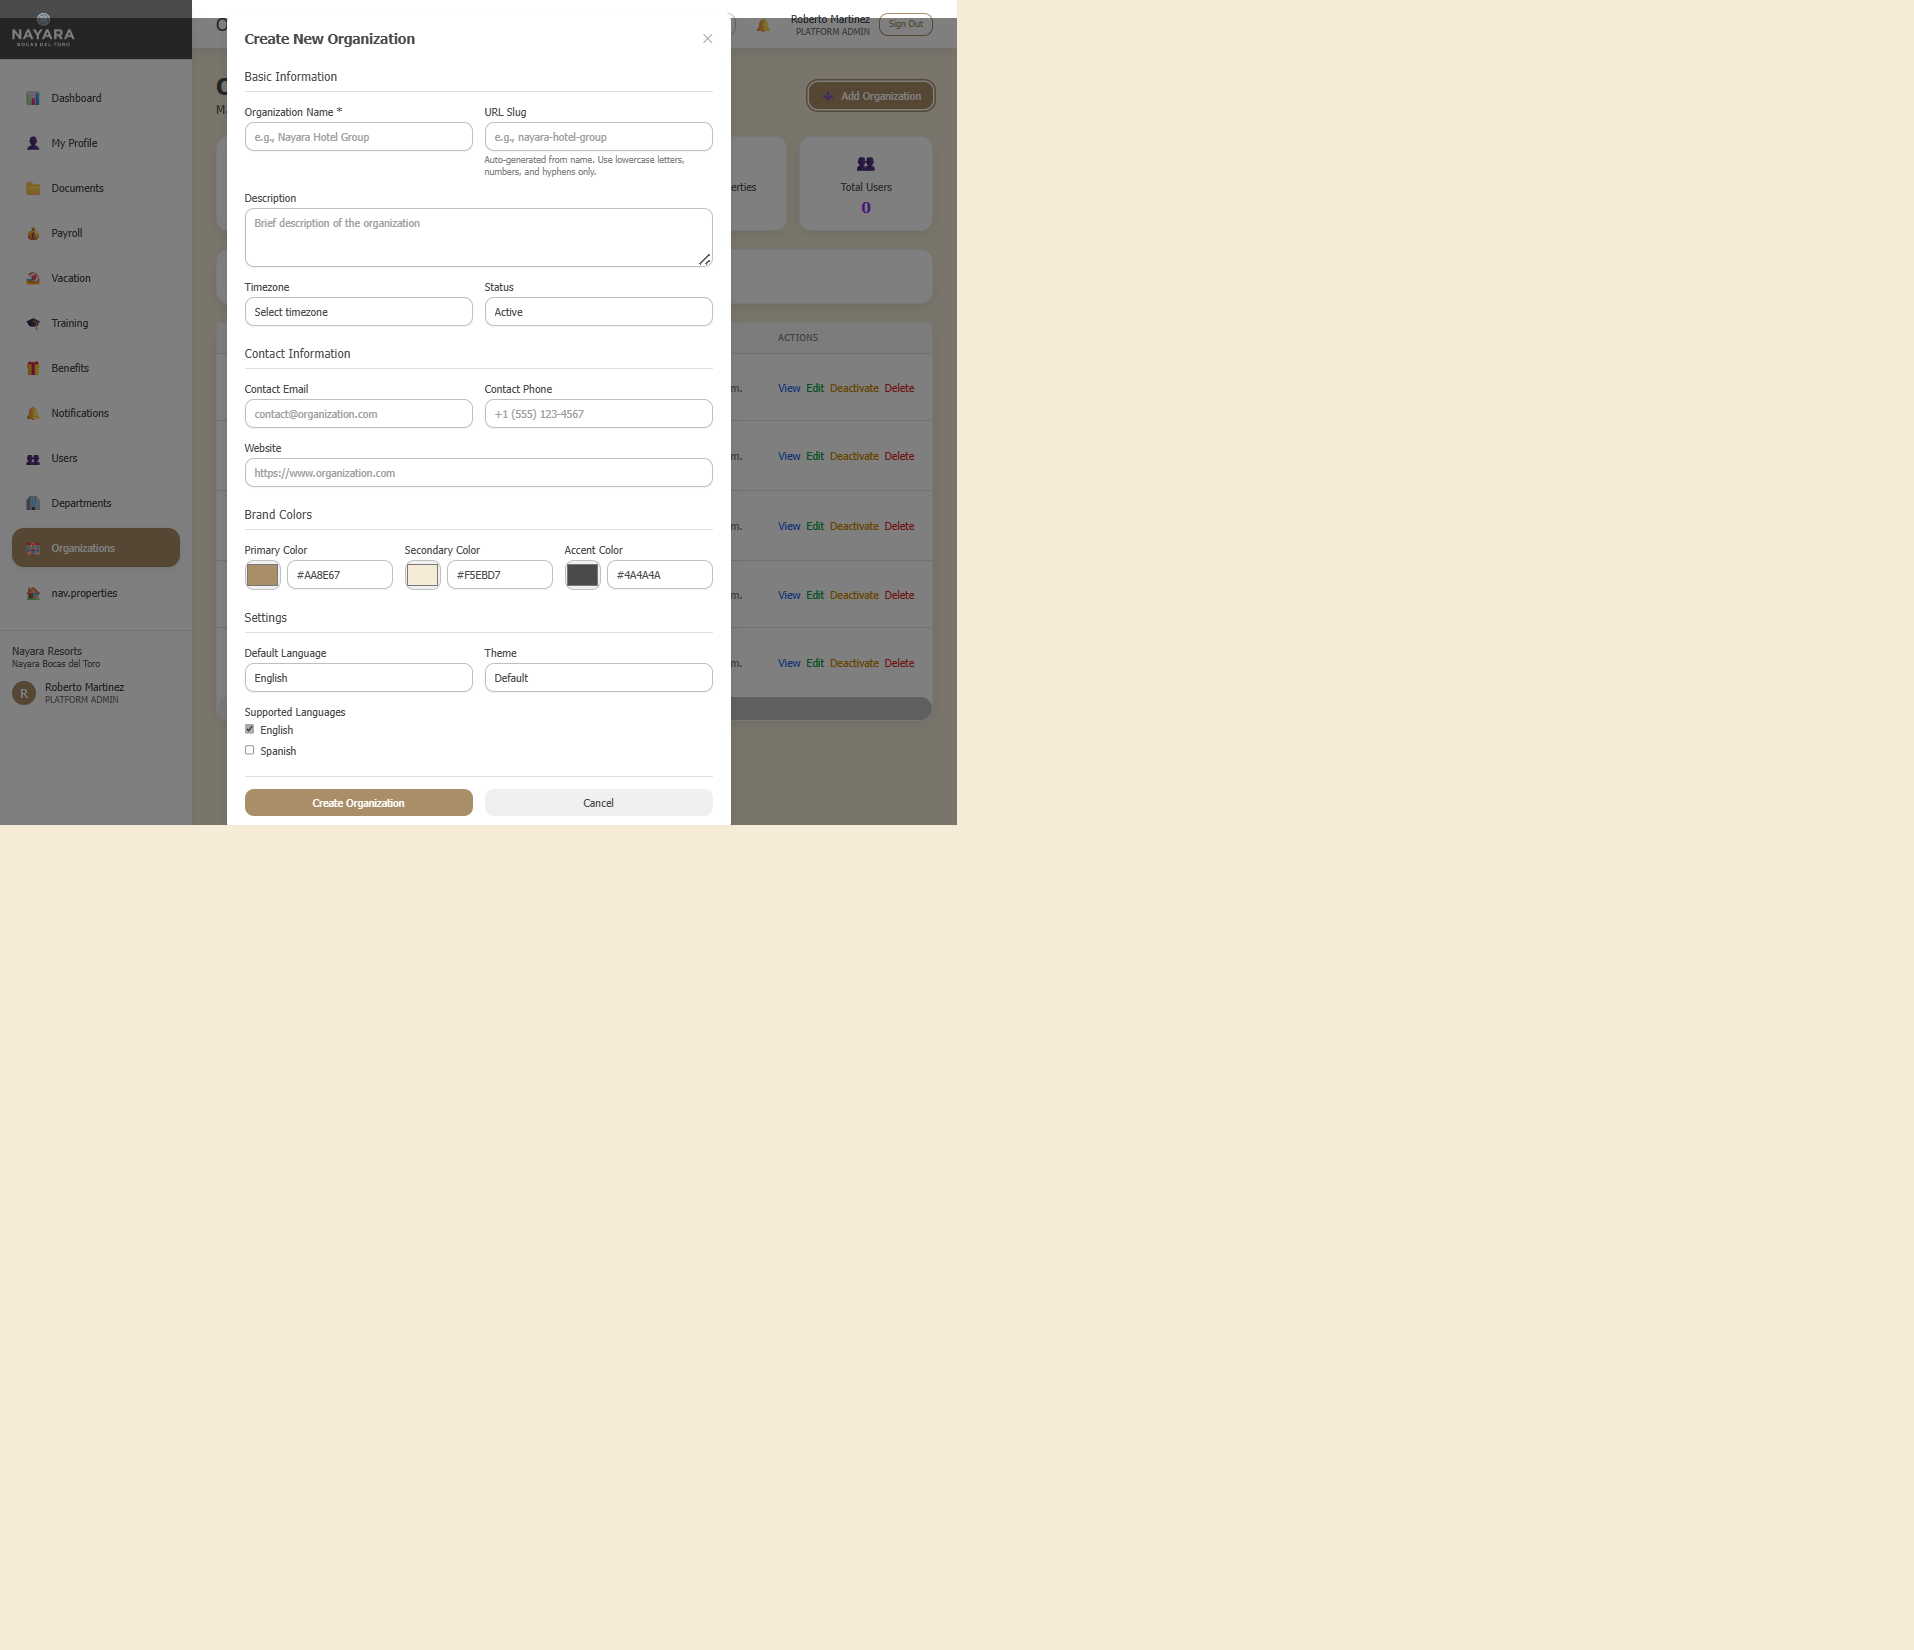 NAYARA
BOCAS DEL TORO
Dashboard
My Profile
Documents
Payroll
Vacation
Training
Benefits
Notifications
Users
Departments
Organizations
nav.properties
Nayara Resorts
Nayara Bocas del Toro
R
Roberto Martinez
PLATFORM ADMIN
Roberto Martinez
PLATFORM ADMIN
Sign Out
Add Organization
Total Users
0
ACTIONS
View Edit Deactivate Delete
View Edit Deactivate Delete
View Edit Deactivate Delete
View Edit Deactivate Delete
View Edit Deactivate Delete
Create New Organization
Basic Information
Organization Name *
URL Slug
e.g., Nayara Hotel Group
e.g., nayara-hotel-group
Auto-generated from name. Use lowercase letters,
numbers, and hyphens only.
Description
Brief description of the organization
Timezone
Status
Select timezone
Active
Contact Information
Contact Email
Contact Phone
contact@organization.com
+1 (555) 123-4567
Website
https://www.organization.com
Brand Colors
Primary Color
Secondary Color
Accent Color
#AA8E67
#F5EBD7
#4A4A4A
Settings
Default Language
Theme
English
Default
Supported Languages
English
Spanish
Create Organization
Cancel